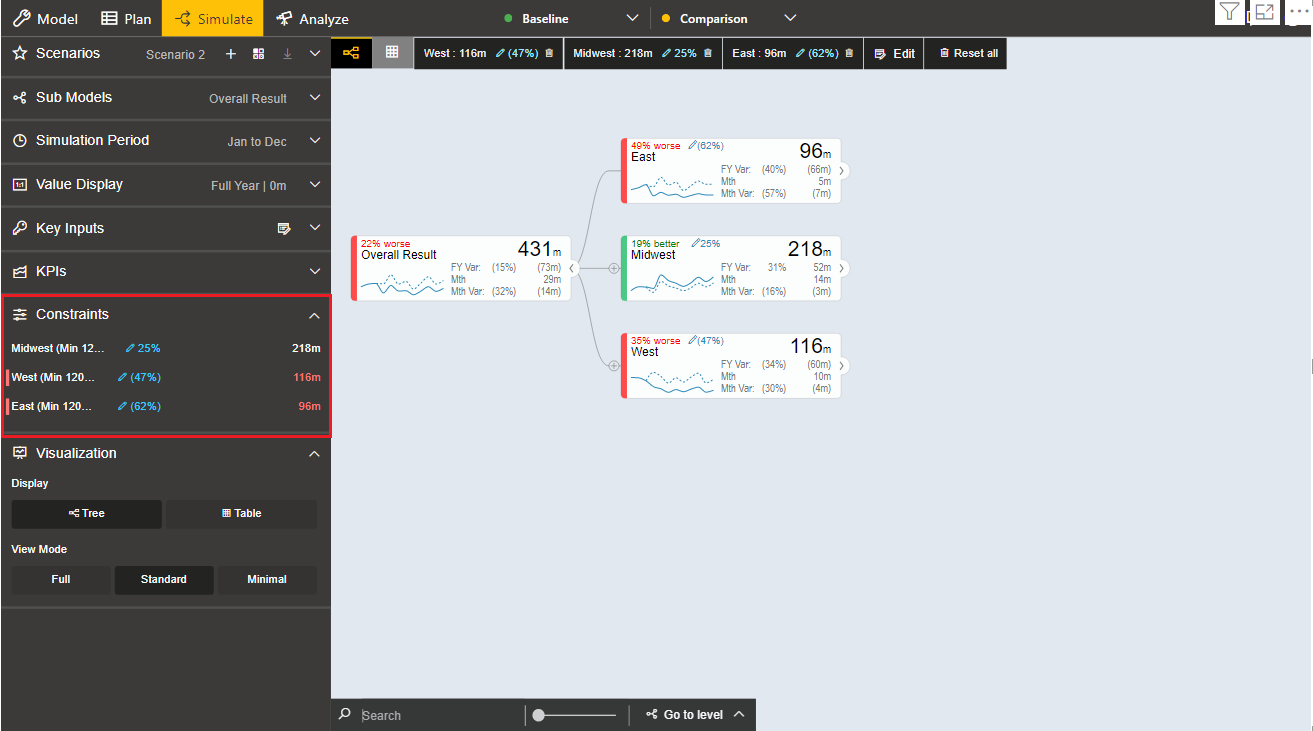 Model Plan Simulate Analyze Baseline Comparison
Scenarios Scenario 2
Sub Models Overall Result
Simulation Period Jan to Dec
Value Display Full Year | 0m
Key Inputs
KPIs
Constraints
Midwest (Min 12... 25% 218m
West (Min 120... (47%) 116m
East (Min 120... (62%) 96m
Visualization
Display
Tree Table
View Mode
Full Standard Minimal
West : 116m (47%) Midwest : 218m 25% East : 96m (62%) Edit Reset all
22% worse
Overall Result 431m
FY Var: (15%) (73m)
Mth 29m
Mth Var: (32%) (14m)
49% worse (62%)
East 96m
FY Var: (40%) (66m)
Mth 5m
Mth Var: (57%) (7m)
19% better 25%
Midwest 218m
FY Var: 31% 52m
Mth 14m
Mth Var: (16%) (3m)
35% worse (47%)
West 116m
FY Var: (34%) (60m)
Mth 10m
Mth Var: (30%) (4m)
Search Go to level